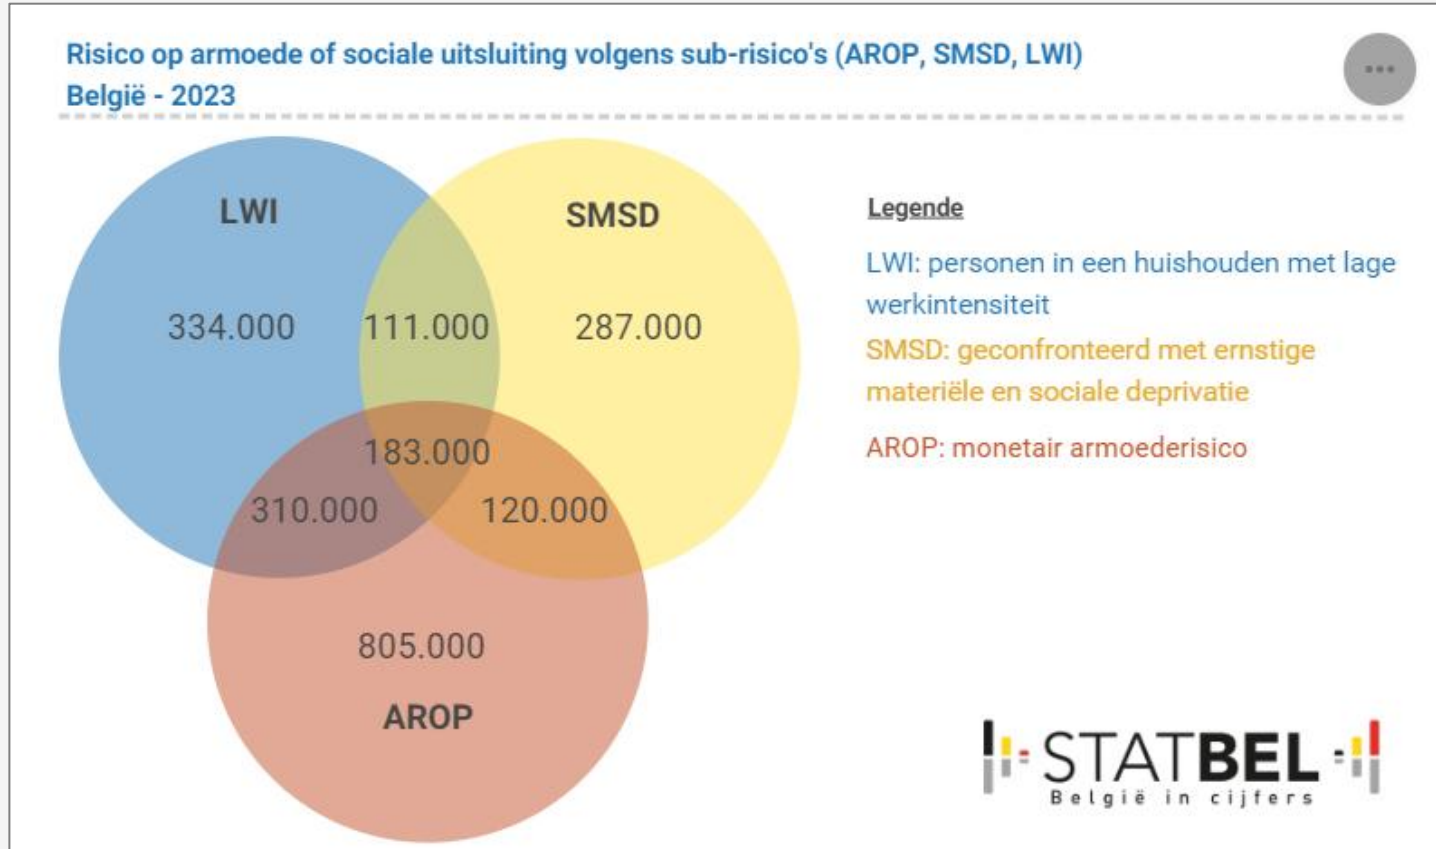 Risico op armoede of sociale uitsluiting volgens sub-risico's (AROP, SMSD, LWI)
België - 2023
LWI
SMSD
334.000
111.000
287.000
183.000
310.000
120.000
805.000
AROP
Legende
LWI: personen in een huishouden met lage
werkintensiteit
SMSD: geconfronteerd met ernstige
materiële en sociale deprivatie
AROP: monetair armoederisico
STATBEL
België in cijfers